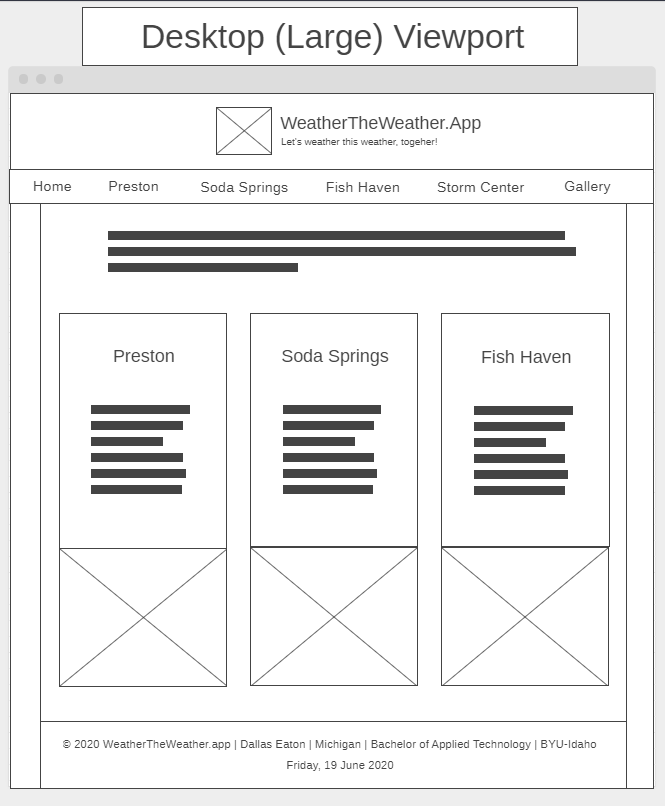 Desktop (Large) Viewport
WeatherTheWeather.App
Let's weather this weather, togeher!
Home Preston Soda Springs Fish Haven Storm Center Gallery
Preston Soda Springs Fish Haven
© 2020 WeatherTheWeather.app | Dallas Eaton | Michigan | Bachelor of Applied Technology | BYU-Idaho
Friday, 19 June 2020